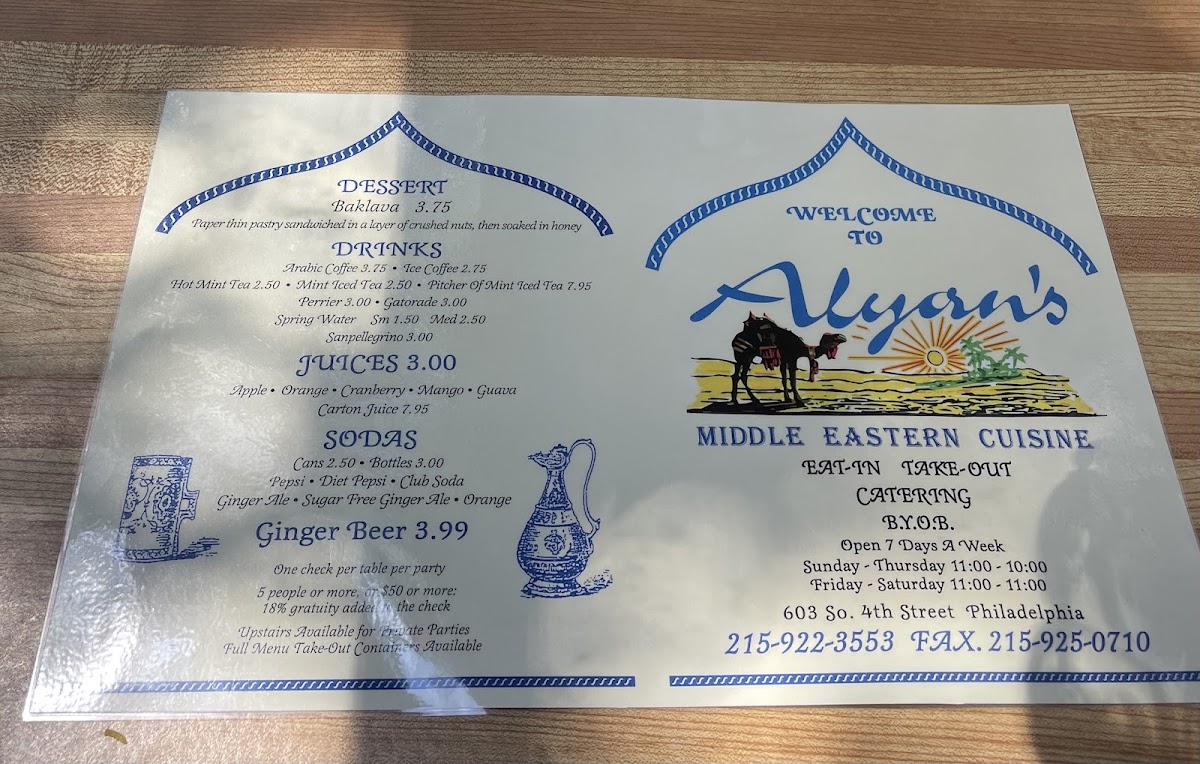 DESSERT
Baklava 3.75
Paper thin pastry sandwiched in a layer of crushed nuts, then soaked in honey
DRINKS
Arabic Coffee 3.75 • Ice Coffee 2.75
Hot Mint Tea 2.50 • Mint Iced Tea 2.50 • Pitcher Of Mint Iced Tea 7.95
Perrier 3.00 • Gatorade 3.00
Spring Water Sm 1.50 Med 2.50
Sanpellegrino 3.00
JUICES 3.00
Apple • Orange • Cranberry • Mango • Guava
Carton Juice 7.95
SODAS
Cans 2.50 • Bottles 3.00
Pepsi • Diet Pepsi • Club Soda
Ginger Ale • Sugar Free Ginger Ale • Orange
Ginger Beer 3.99
One check per table per party
5 people or more, or $50 or more:
18% gratuity added to the check
Upstairs Available for Private Parties
Full Menu Take-Out Containers Available
WELCOME
TO
Alyan's
MIDDLE EASTERN CUISINE
EAT-IN TAKE-OUT
CATERING
B.Y.O.B.
Open 7 Days A Week
Sunday - Thursday 11:00 - 10:00
Friday - Saturday 11:00 - 11:00
603 So. 4th Street Philadelphia
215-922-3553 FAX. 215-925-0710